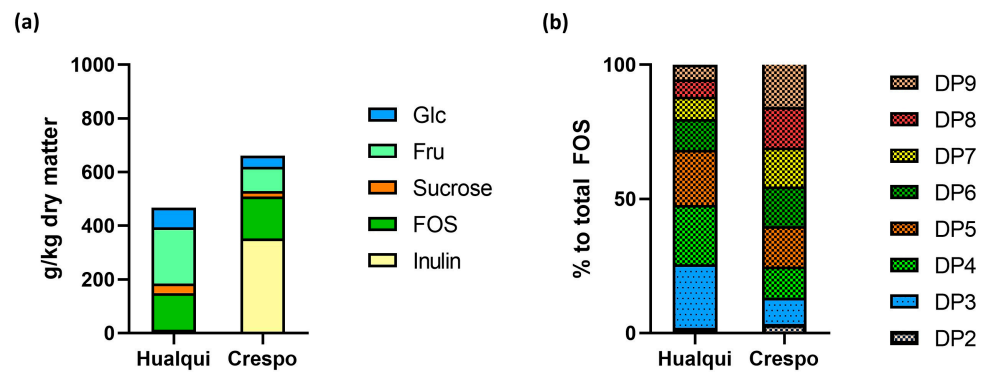 (a)
g/kg dry matter
1000
800
600
400
200
0
Hualqui Crespo
Glc
Fru
Sucrose
FOS
Inulin
(b)
% to total FOS
100
50
0
Hualqui Crespo
DP9
DP8
DP7
DP6
DP5
DP4
DP3
DP2